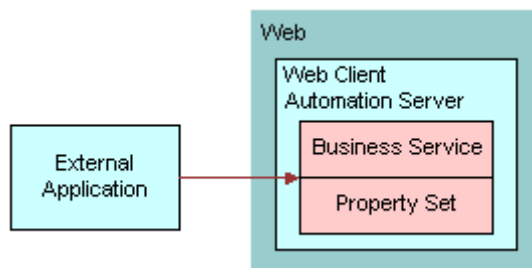 Web
Web Client
Automation Server
Business Service
Property Set
External
Application